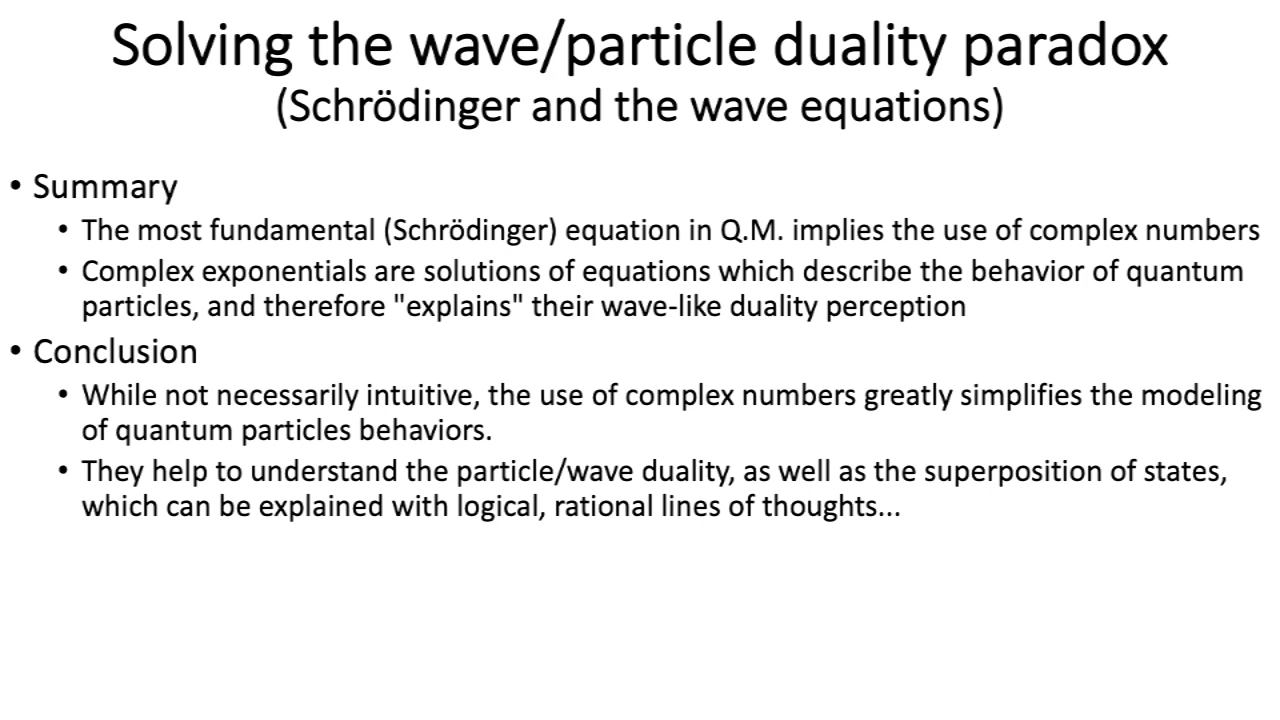 Solving the wave/particle duality paradox
(Schrödinger and the wave equations)
• Summary
• The most fundamental (Schrödinger) equation in Q.M. implies the use of complex numbers
• Complex exponentials are solutions of equations which describe the behavior of quantum
particles, and therefore "explains" their wave-like duality perception
• Conclusion
• While not necessarily intuitive, the use of complex numbers greatly simplifies the modeling
of quantum particles behaviors.
• They help to understand the particle/wave duality, as well as the superposition of states,
which can be explained with logical, rational lines of thoughts...